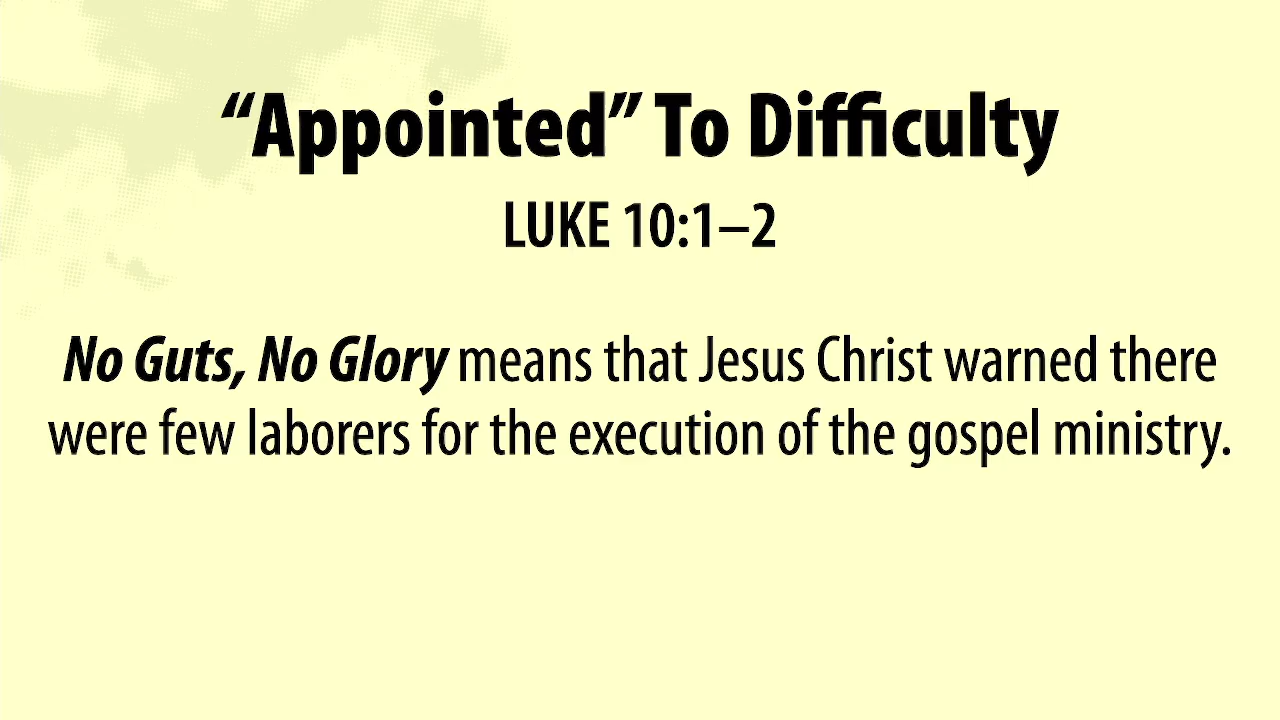 “Appointed” To Difficulty
LUKE 10:1–2
No Guts, No Glory means that Jesus Christ warned there
were few laborers for the execution of the gospel ministry.